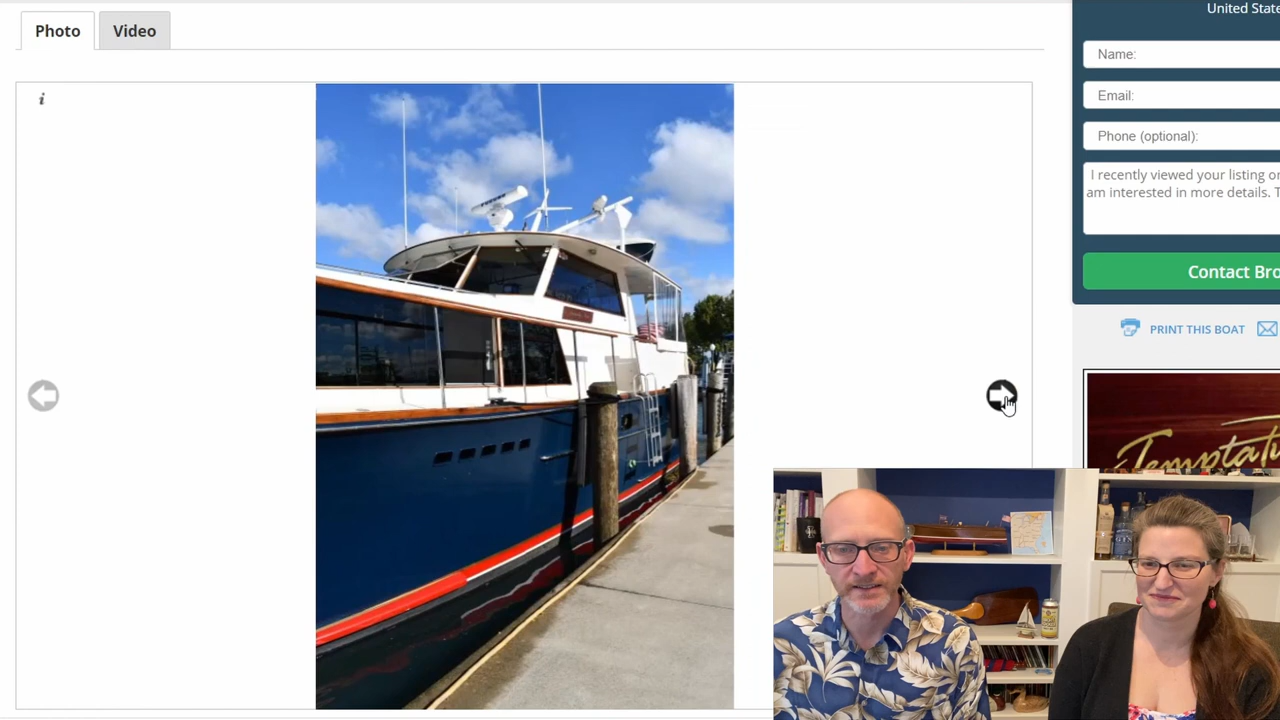 Photo
Video
United State
Name:
Email:
Phone (optional):
I recently viewed your listing o
am interested in more details. T
Contact Bro
PRINT THIS BOAT
Temptati
i